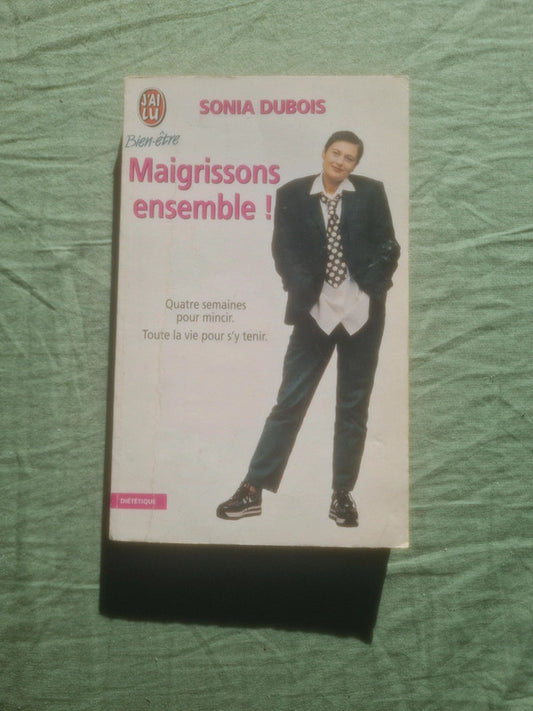 J'AI
LU
SONIA DUBOIS
Bien-être
Maigrissons
ensemble !
Quatre semaines
pour mincir.
Toute la vie pour s'y tenir.
DIÉTÉTIQUE